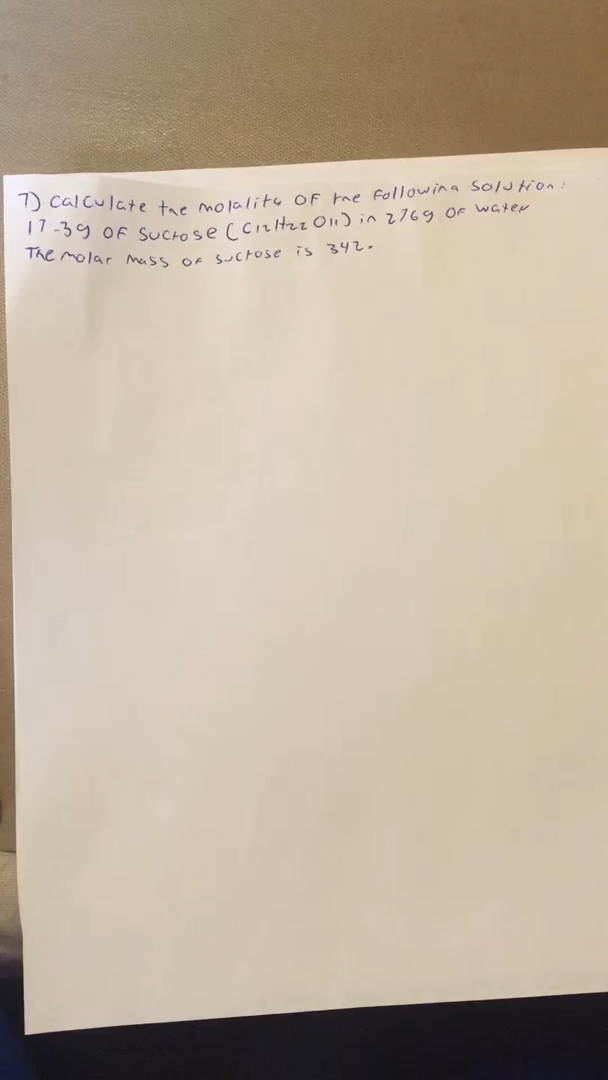 7) Calculate the molality OF the Following Solution:
17.3g OF Sucrose (C12H22O11) in 276g OF water
The molar mass OF sucrose is 342.